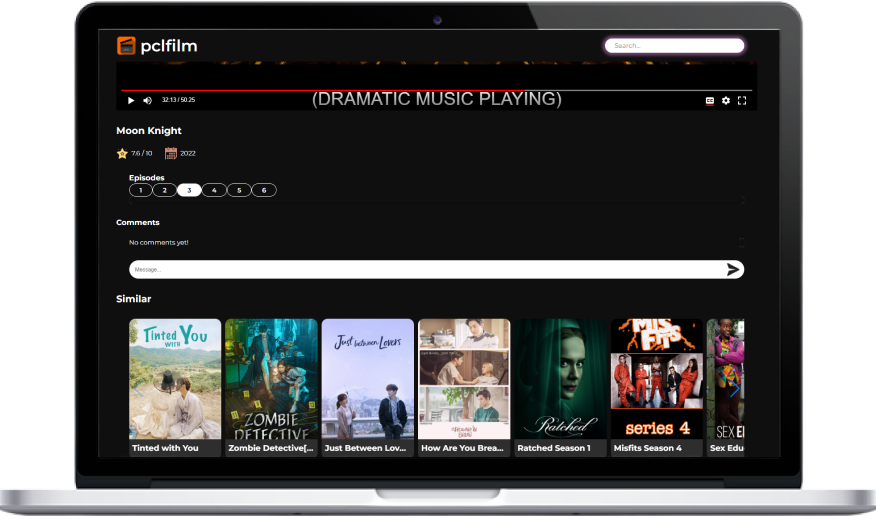 pclfilm
Search...
32:13 / 50:25
(DRAMATIC MUSIC PLAYING)
Moon Knight
7.6 / 10
2022
Episodes
1 2 3 4 5 6
Comments
No comments yet!
Message...
Similar
Tinted with You
ZOMBIE DETECTIVE
Just between Lovers
Ratched
MISFITS
series 4
SEX E
Tinted with You
Zombie Detective[...
Just Between Lov...
How Are You Brea...
Ratched Season 1
Misfits Season 4
Sex Edu